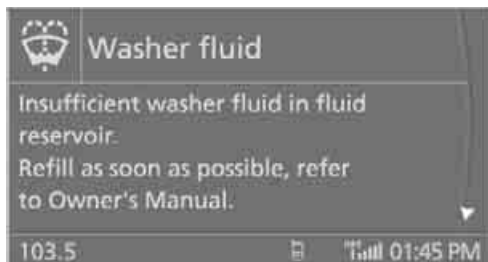 Washer fluid
Insufficient washer fluid in fluid
reservoir.
Refill as soon as possible, refer
to Owner's Manual.
103.5 01:45 PM